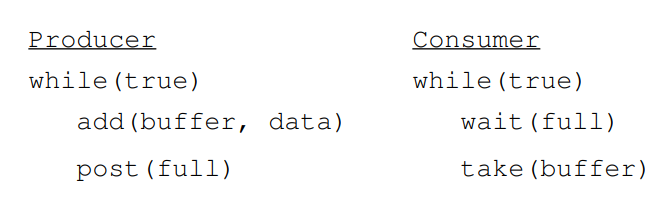 Producer
while(true)
add(buffer, data)
post(full)
Consumer
while(true)
wait(full)
take(buffer)